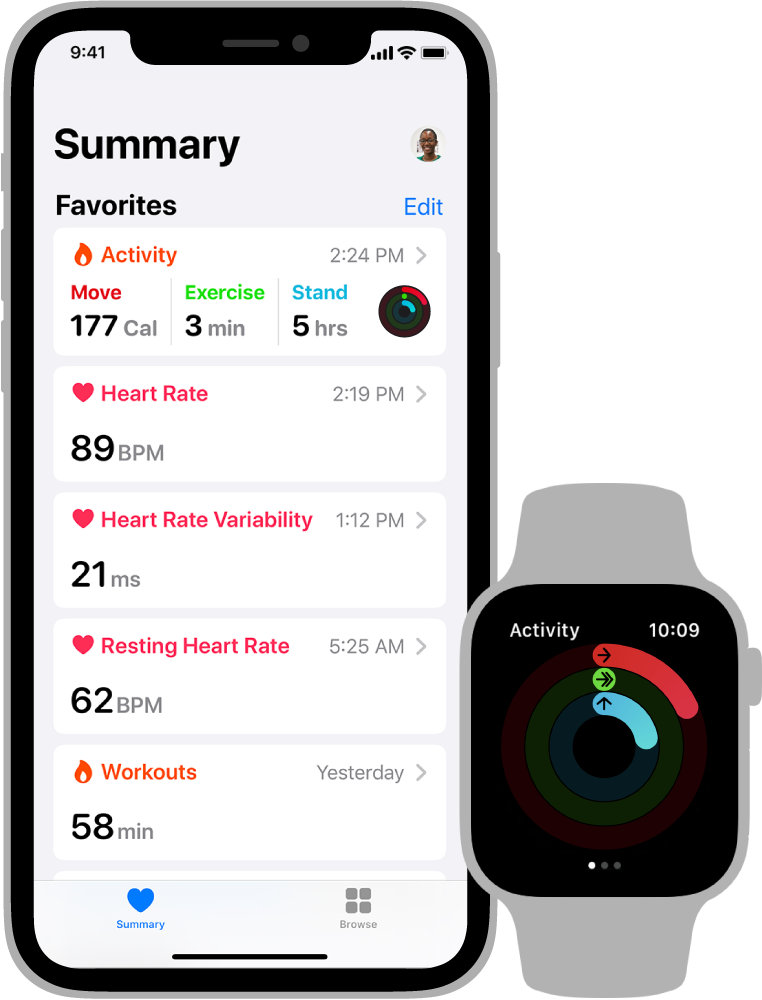 9:41
Summary
Favorites Edit
Activity 2:24 PM
Move Exercise Stand
177 Cal 3 min 5 hrs
Heart Rate 2:19 PM
89 BPM
Heart Rate Variability 1:12 PM
21 ms
Resting Heart Rate 5:25 AM
62 BPM
Workouts Yesterday
58 min
Summary Browse
Activity 10:09